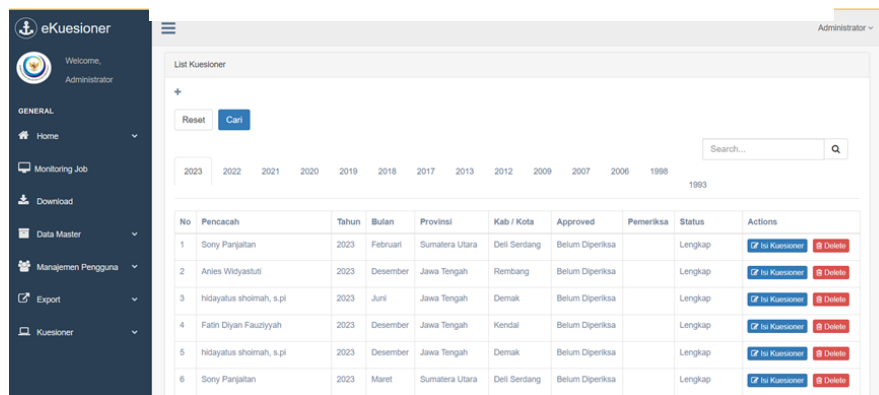 eKuesioner
Administrator
Welcome,
Administrator
GENERAL
Home
Monitoring Job
Download
Data Master
Manajemen Pengguna
Export
Kuesioner
List Kuesioner
+
Reset Cari
Search...
2023 2022 2021 2020 2019 2018 2017 2013 2012 2009 2007 2006 1998
1993
No Pencacah Tahun Bulan Provinsi Kab / Kota Approved Pemeriksa Status Actions
1 Sony Panjaitan 2023 Februari Sumatera Utara Deli Serdang Belum Diperiksa Lengkap Isi Kuesioner Delete
2 Anies Widyastuti 2023 Desember Jawa Tengah Rembang Belum Diperiksa Lengkap Isi Kuesioner Delete
3 hidayatus shoimah, s.pi 2023 Juni Jawa Tengah Demak Belum Diperiksa Lengkap Isi Kuesioner Delete
4 Fatin Diyan Fauziyyah 2023 Desember Jawa Tengah Kendal Belum Diperiksa Lengkap Isi Kuesioner Delete
5 hidayatus shoimah, s.pi 2023 Desember Jawa Tengah Demak Belum Diperiksa Lengkap Isi Kuesioner Delete
6 Sony Panjaitan 2023 Maret Sumatera Utara Deli Serdang Belum Diperiksa Lengkap Isi Kuesioner Delete